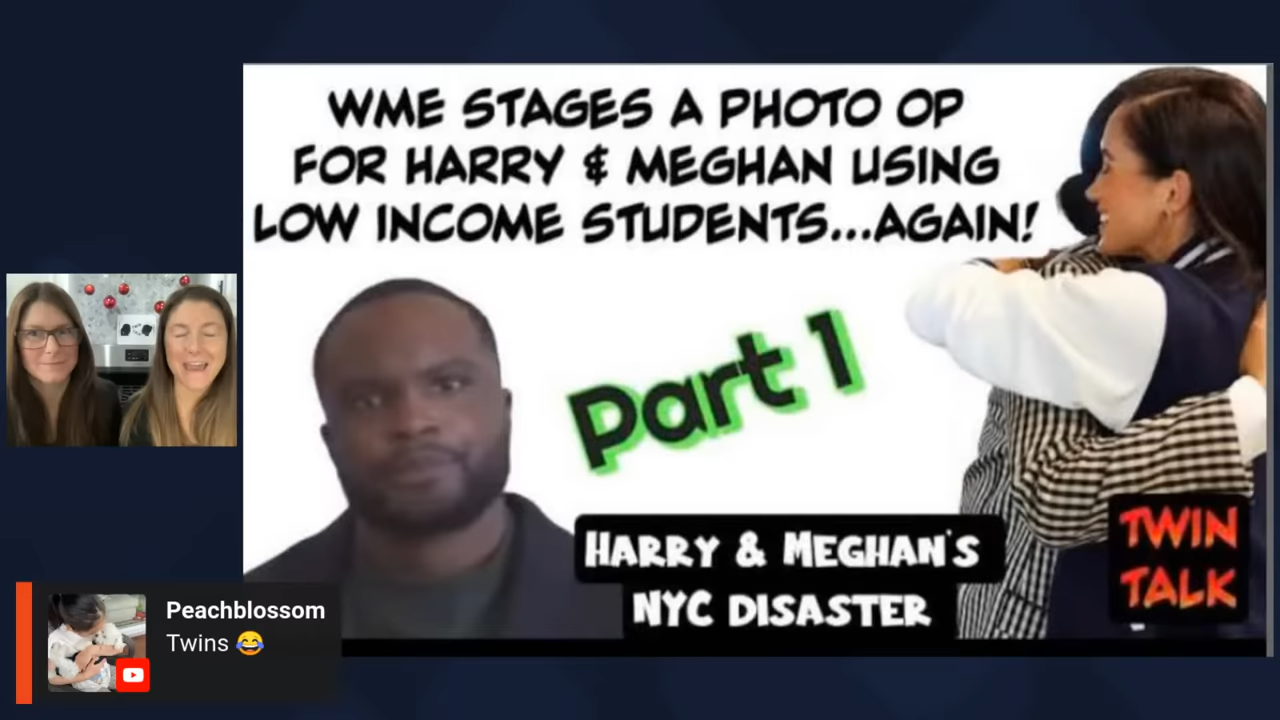 WME STAGES A PHOTO OP
FOR HARRY & MEGHAN USING
LOW INCOME STUDENTS...AGAIN!
Part 1
HARRY & MEGHAN'S
NYC DISASTER
TWIN
TALK
Peachblossom
Twins 😂